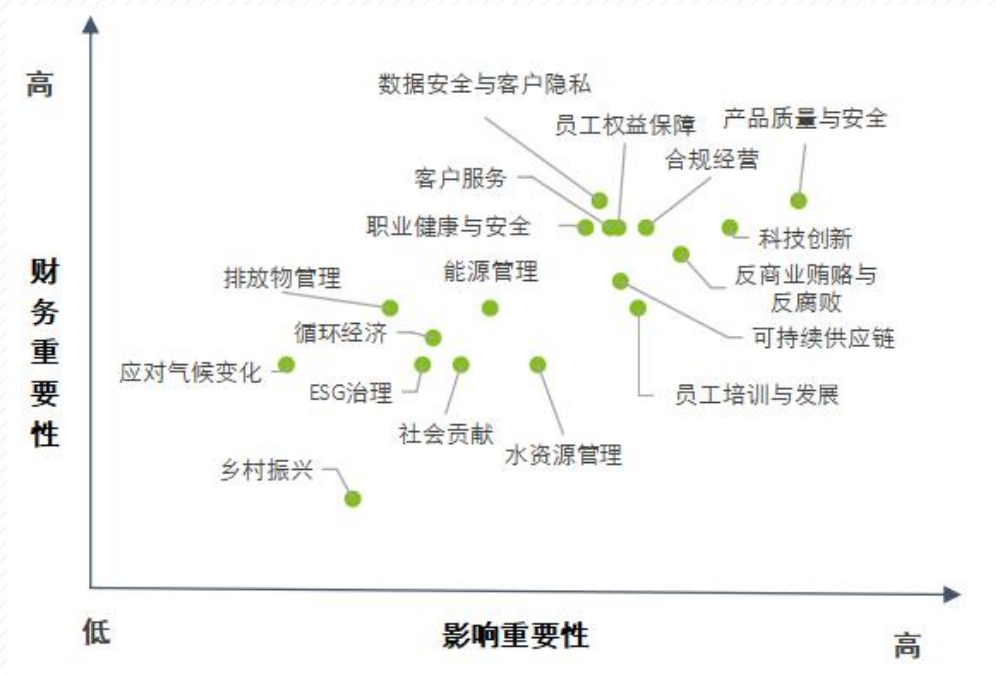 高
数据安全与客户隐私
产品质量与安全
员工权益保障
合规经营
客户服务
职业健康与安全
科技创新
能源管理
排放物管理
反商业贿赂与
反腐败
循环经济
可持续供应链
应对气候变化
ESG治理
员工培训与发展
社会贡献
水资源管理
乡村振兴
财务重要性
低
影响重要性
高